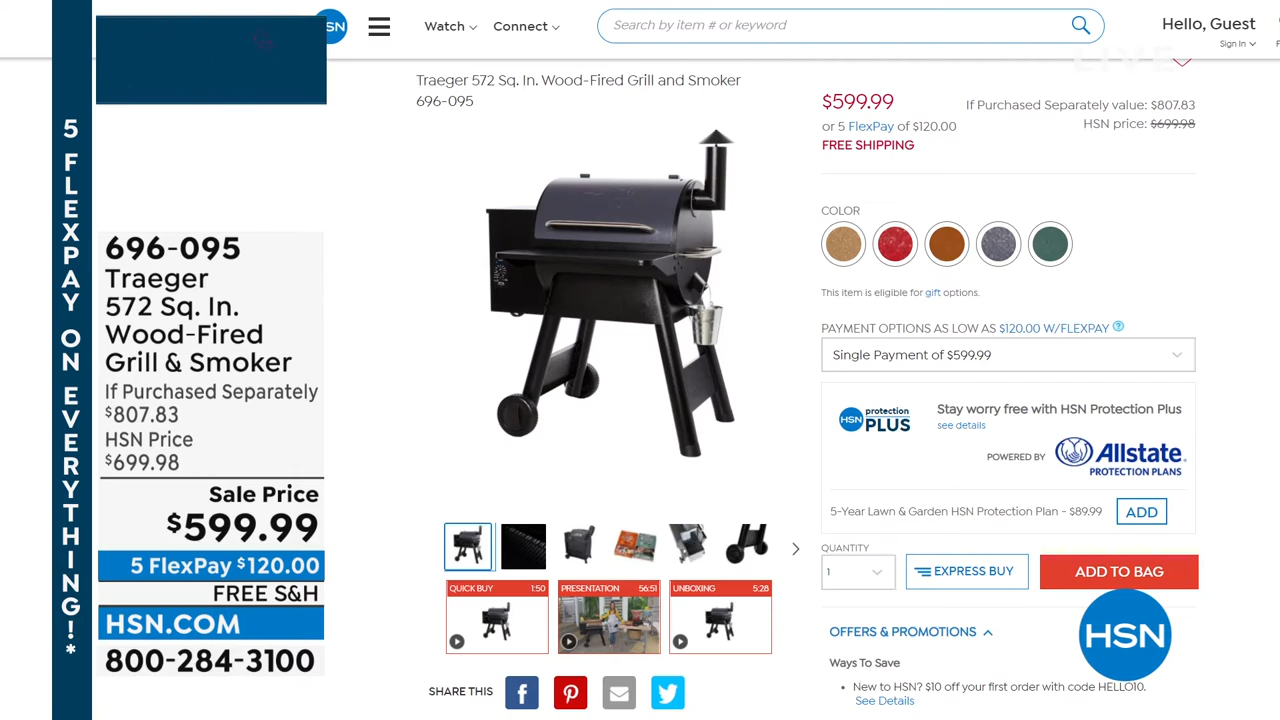 5 FLEXPAY ON EVERYTHING!*
696-095
Traeger
572 Sq. In.
Wood-Fired
Grill & Smoker
If Purchased Separately
$807.83
HSN Price
$699.98
Sale Price
$599.99
5 FlexPay $120.00
FREE S&H
HSN.COM
800-284-3100
SN
Watch
Connect
Search by item # or keyword
Hello, Guest
Sign In
F
LIVE
Traeger 572 Sq. In. Wood-Fired Grill and Smoker
696-095
$599.99
If Purchased Separately value: $807.83
or 5 FlexPay of $120.00
HSN price: $699.98
FREE SHIPPING
COLOR
This item is eligible for gift options.
PAYMENT OPTIONS AS LOW AS $120.00 W/FLEXPAY ?
Single Payment of $599.99
HSN protection PLUS
Stay worry free with HSN Protection Plus
see details
POWERED BY Allstate.
PROTECTION PLANS
5-Year Lawn & Garden HSN Protection Plan - $89.99
ADD
QUANTITY
1
EXPRESS BUY
ADD TO BAG
QUICK BUY 1:50
PRESENTATION 56:51
UNBOXING 5:28
SHARE THIS
OFFERS & PROMOTIONS
HSN
Ways To Save
• New to HSN? $10 off your first order with code HELLO10.
See Details